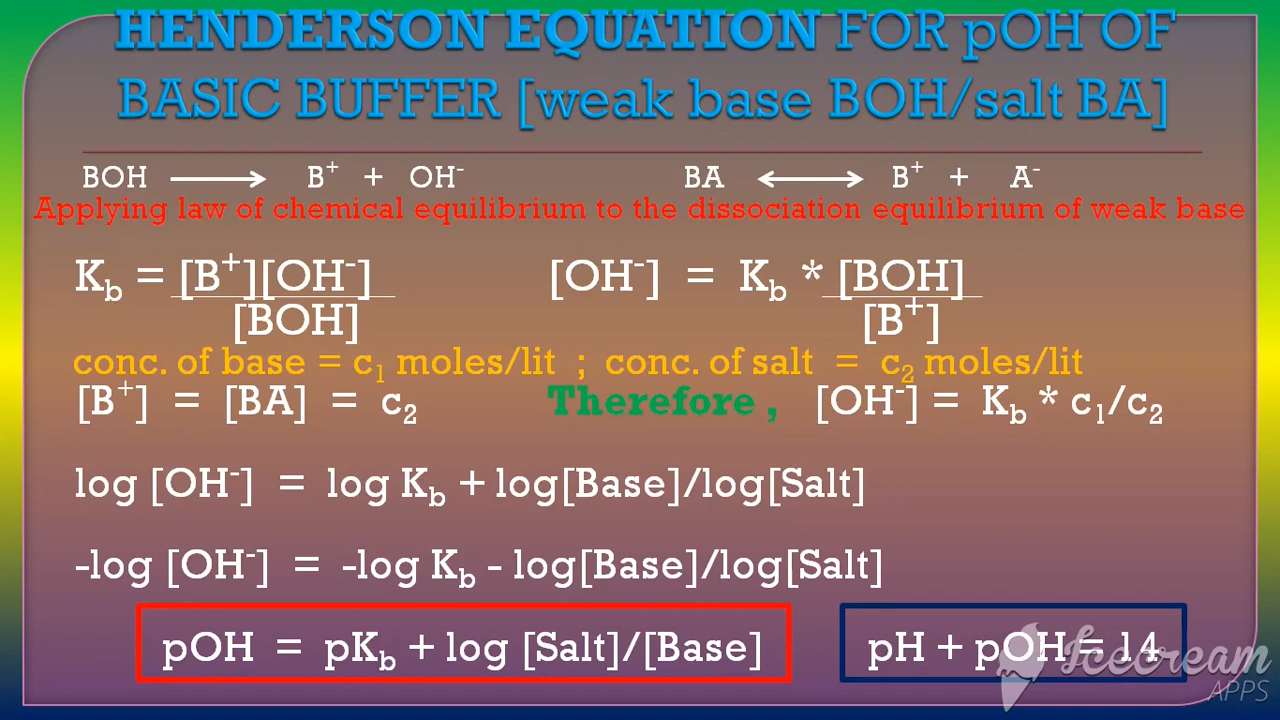 HENDERSON EQUATION FOR pOH OF
BASIC BUFFER [weak base BOH/salt BA]
BOH ⟶ B⁺ + OH⁻ BA ⟷ B⁺ + A⁻
Applying law of chemical equilibrium to the dissociation equilibrium of weak base
K_b = [B⁺][OH⁻] [OH⁻] = K_b * [BOH]
[BOH] [B⁺]
conc. of base = c₁ moles/lit ; conc. of salt = c₂ moles/lit
[B⁺] = [BA] = c₂ Therefore , [OH⁻] = K_b * c₁/c₂
log [OH⁻] = log K_b + log[Base]/log[Salt]
-log [OH⁻] = -log K_b - log[Base]/log[Salt]
pOH = pK_b + log [Salt]/[Base] pH + pOH = 14
Icecream
APPS